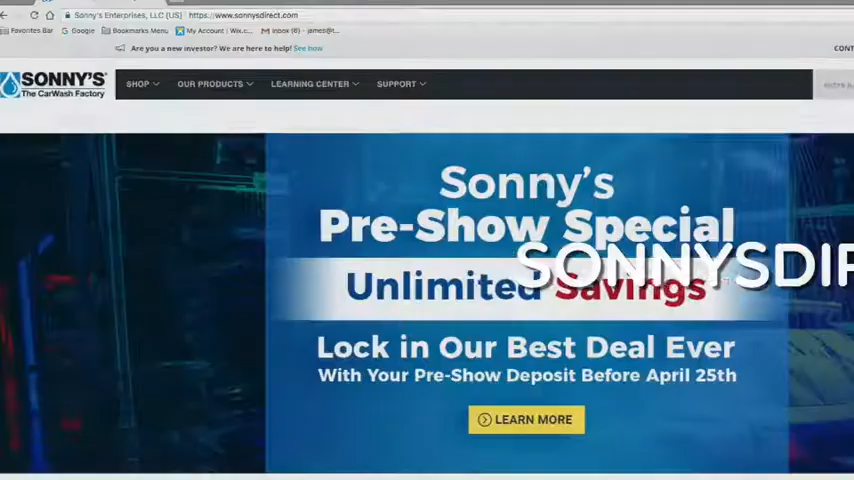 Sonny's Enterprises, LLC [US] https://www.sonnysdirect.com
Favorites Bar Google Bookmarks Menu My Account | Wix.c... Inbox (6) - james@t...
Are you a new investor? We are here to help! See how
CONT
SONNY'S
The CarWash Factory
SHOP OUR PRODUCTS LEARNING CENTER SUPPORT
Sonny's
Pre-Show Special
SONNYSDIR
Unlimited Savings
Lock in Our Best Deal Ever
With Your Pre-Show Deposit Before April 25th
LEARN MORE